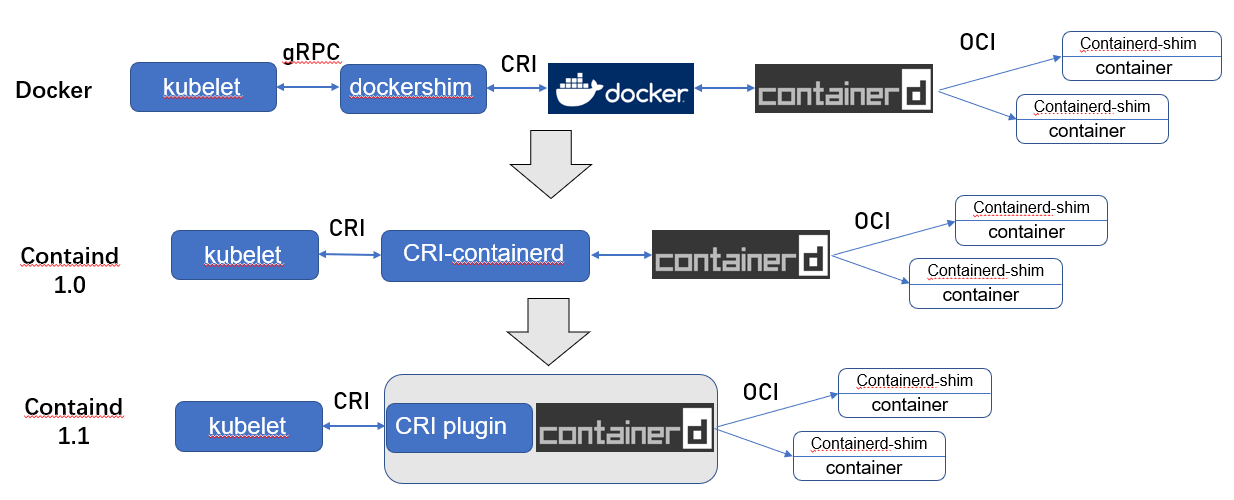 gRPC
CRI
OCI
Docker
kubelet
dockershim
docker
containerd
Containerd-shim
container
Containerd-shim
container
CRI
OCI
Containd
1.0
kubelet
CRI-containerd
containerd
Containerd-shim
container
Containerd-shim
container
CRI
OCI
Containd
1.1
kubelet
CRI plugin
containerd
Containerd-shim
container
Containerd-shim
container